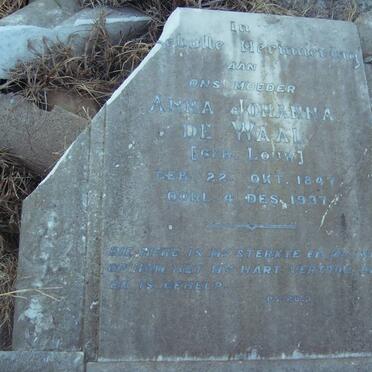 In
Herinnering
AAN
ONS MOEDER
ANNA JOHANNA
DE WAAL
[GEB. LOUW]
GEB. 22. OKT. 1847
OORL. 4. DES. 1937.
DIE HERE IS MY STERKTE EN MY
OP HOM HET MY HART VERTROU,
EK IS GEHELP.